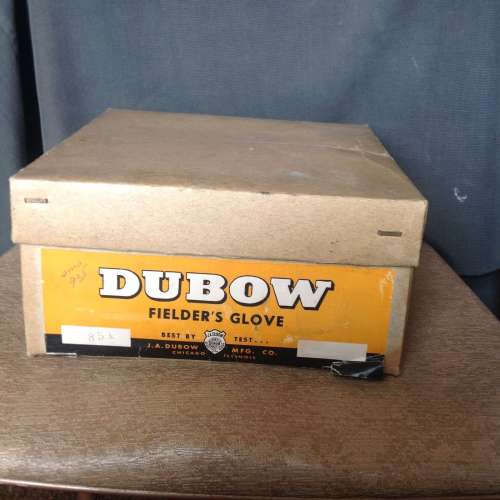 DUBOW
FIELDER'S GLOVE
BEST BY TEST...
J.A. DUBOW MFG. CO.
CHICAGO ILLINOIS